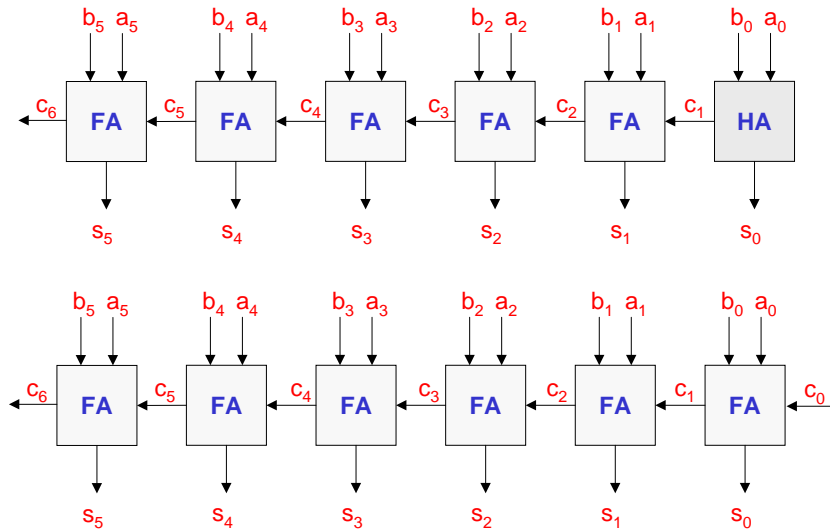 b₅ a₅ b₄ a₄ b₃ a₃ b₂ a₂ b₁ a₁ b₀ a₀
c₆ FA c₅ FA c₄ FA c₃ FA c₂ FA c₁ HA
s₅ s₄ s₃ s₂ s₁ s₀
b₅ a₅ b₄ a₄ b₃ a₃ b₂ a₂ b₁ a₁ b₀ a₀
c₆ FA c₅ FA c₄ FA c₃ FA c₂ FA c₁ FA c₀
s₅ s₄ s₃ s₂ s₁ s₀